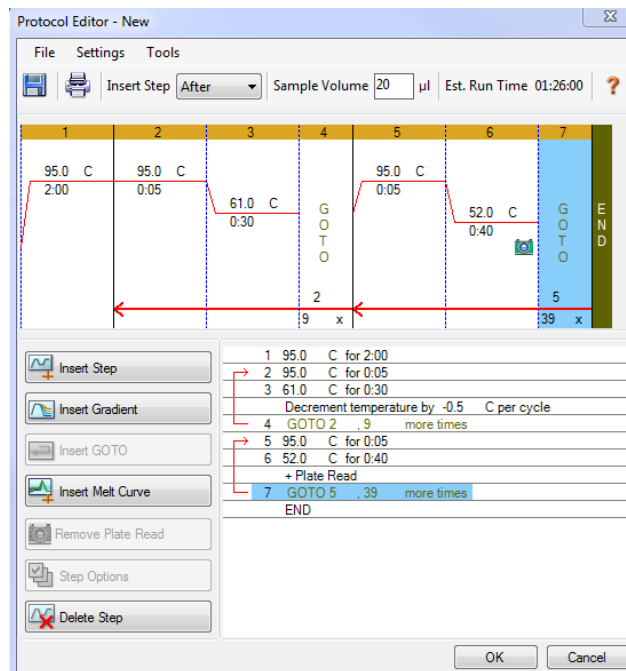 Protocol Editor - New
File Settings Tools
Insert Step After Sample Volume 20 µl Est. Run Time 01:26:00 ?
1 2 3 4 5 6 7
95.0 C 95.0 C 95.0 C
2:00 0:05 0:05
61.0 C
0:30
52.0 C
0:40
GOTO GOTO END
2 5
9 x 39 x
Insert Step
Insert Gradient
Insert GOTO
Insert Melt Curve
Remove Plate Read
Step Options
Delete Step
1 95.0 C for 2:00
2 95.0 C for 0:05
3 61.0 C for 0:30
Decrement temperature by -0.5 C per cycle
4 GOTO 2 , 9 more times
5 95.0 C for 0:05
6 52.0 C for 0:40
+ Plate Read
7 GOTO 5 , 39 more times
END
OK Cancel